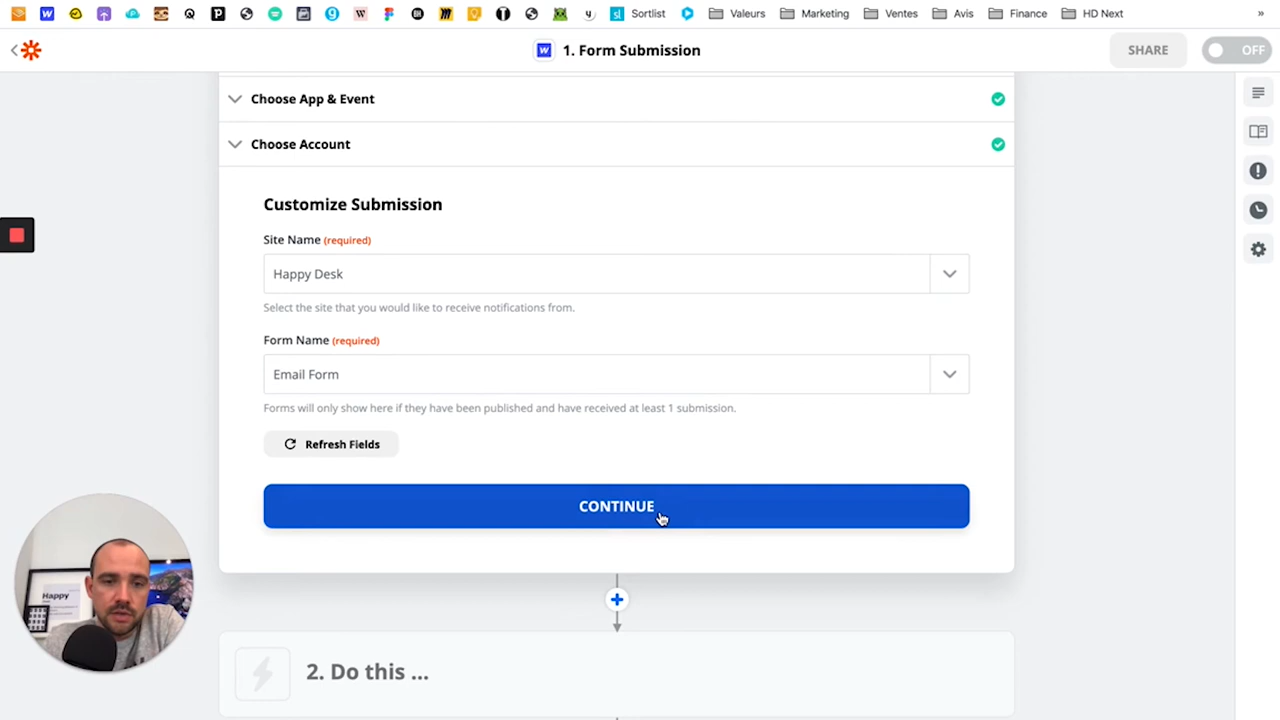 Sortlist Valeurs Marketing Ventes Avis Finance HD Next »
1. Form Submission
SHARE
OFF
Choose App & Event
Choose Account
Customize Submission
Site Name (required)
Happy Desk
Select the site that you would like to receive notifications from.
Form Name (required)
Email Form
Forms will only show here if they have been published and have received at least 1 submission.
Refresh Fields
CONTINUE
Happy
2. Do this ...